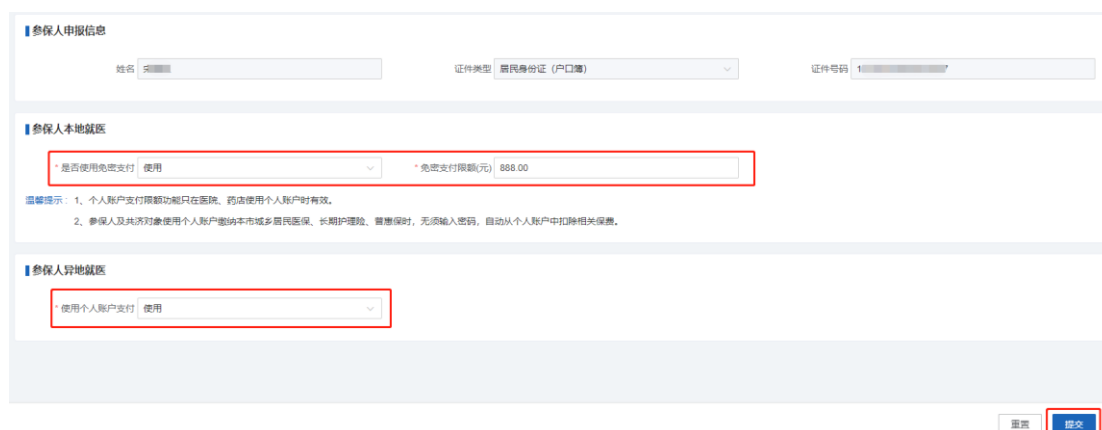 参保人申报信息
姓名
证件类型 居民身份证（户口簿）
证件号码 1 7
参保人本地就医
* 是否使用免密支付 使用 * 免密支付限额(元) 888.00
温馨提示：1、个人账户支付限额功能只在医院、药店使用个人账户时有效。
2、参保人及共济对象使用个人账户缴纳本市城乡居民医保、长期护理险、普惠保时，无须输入密码，自动从个人账户中扣除相关保费。
参保人异地就医
* 使用个人账户支付 使用
重置 提交